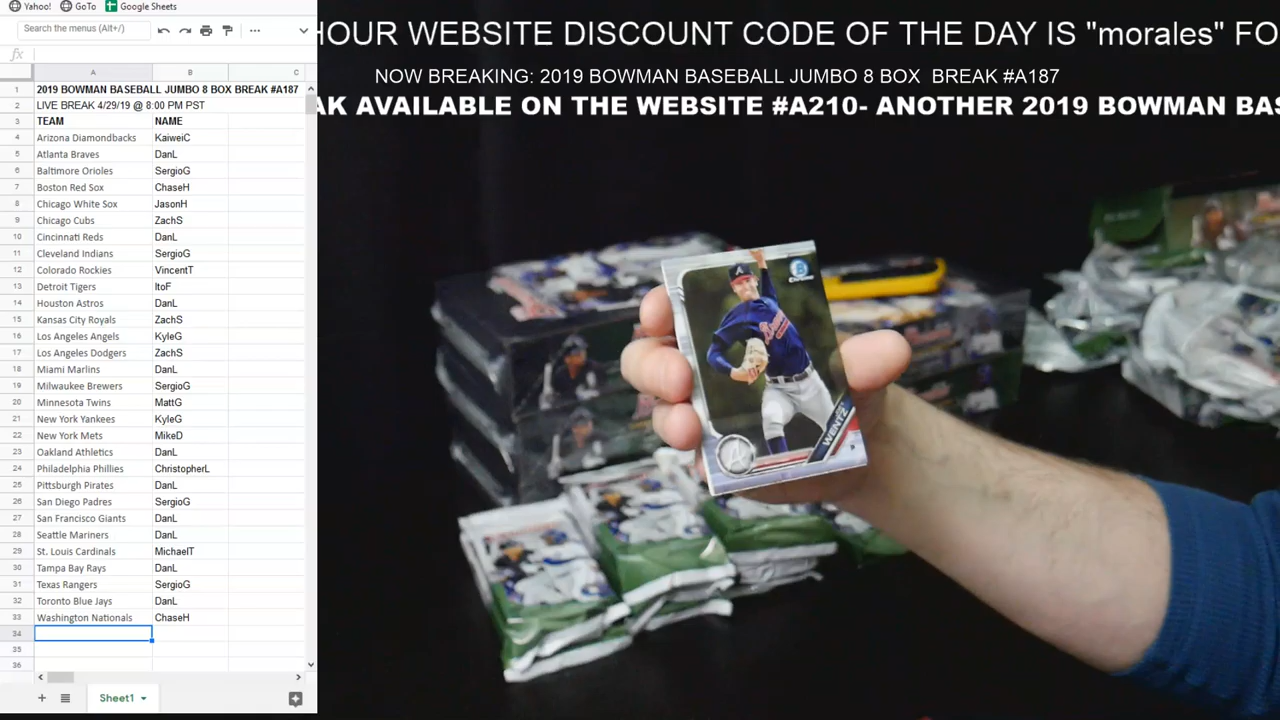 Yahoo! GoTo Google Sheets
Search the menus (Alt+/)
fx
A B C
1 2019 BOWMAN BASEBALL JUMBO 8 BOX BREAK #A187
2 LIVE BREAK 4/29/19 @ 8:00 PM PST
3 TEAM NAME
4 Arizona Diamondbacks KaiweiC
5 Atlanta Braves DanL
6 Baltimore Orioles SergioG
7 Boston Red Sox ChaseH
8 Chicago White Sox JasonH
9 Chicago Cubs ZachS
10 Cincinnati Reds DanL
11 Cleveland Indians SergioG
12 Colorado Rockies VincentT
13 Detroit Tigers ItoF
14 Houston Astros DanL
15 Kansas City Royals ZachS
16 Los Angeles Angels KyleG
17 Los Angeles Dodgers ZachS
18 Miami Marlins DanL
19 Milwaukee Brewers SergioG
20 Minnesota Twins MattG
21 New York Yankees KyleG
22 New York Mets MikeD
23 Oakland Athletics DanL
24 Philadelphia Phillies ChristopherL
25 Pittsburgh Pirates DanL
26 San Diego Padres SergioG
27 San Francisco Giants DanL
28 Seattle Mariners DanL
29 St. Louis Cardinals MichaelT
30 Tampa Bay Rays DanL
31 Texas Rangers SergioG
32 Toronto Blue Jays DanL
33 Washington Nationals ChaseH
34
35
36
Sheet1
HOUR WEBSITE DISCOUNT CODE OF THE DAY IS "morales" FO
NOW BREAKING: 2019 BOWMAN BASEBALL JUMBO 8 BOX BREAK #A187
AK AVAILABLE ON THE WEBSITE #A210- ANOTHER 2019 BOWMAN BAS
WENTZ